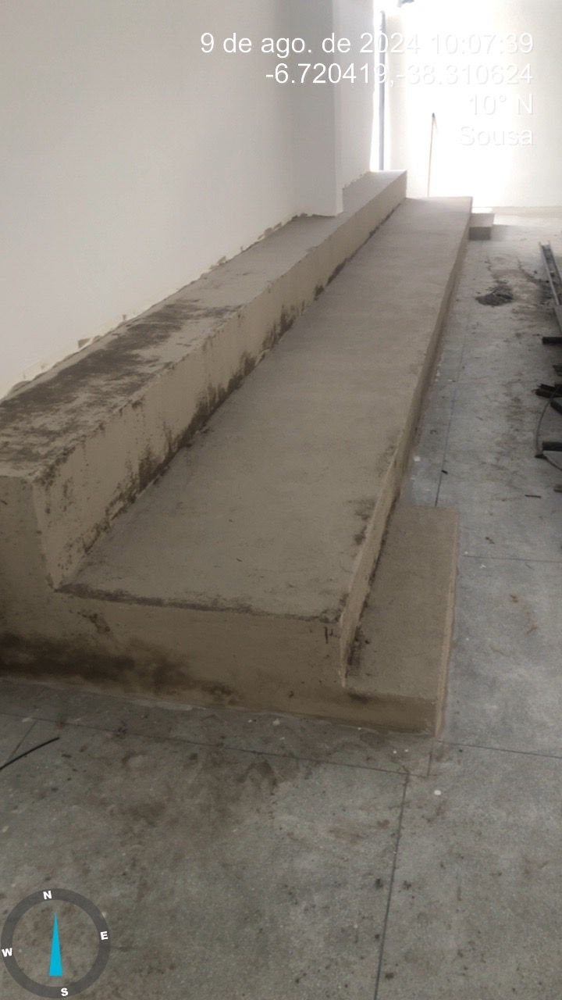 9 de ago. de 2024 10:07:39
-6.720419,-38.310624
10° N
Sousa
N
E
W
S